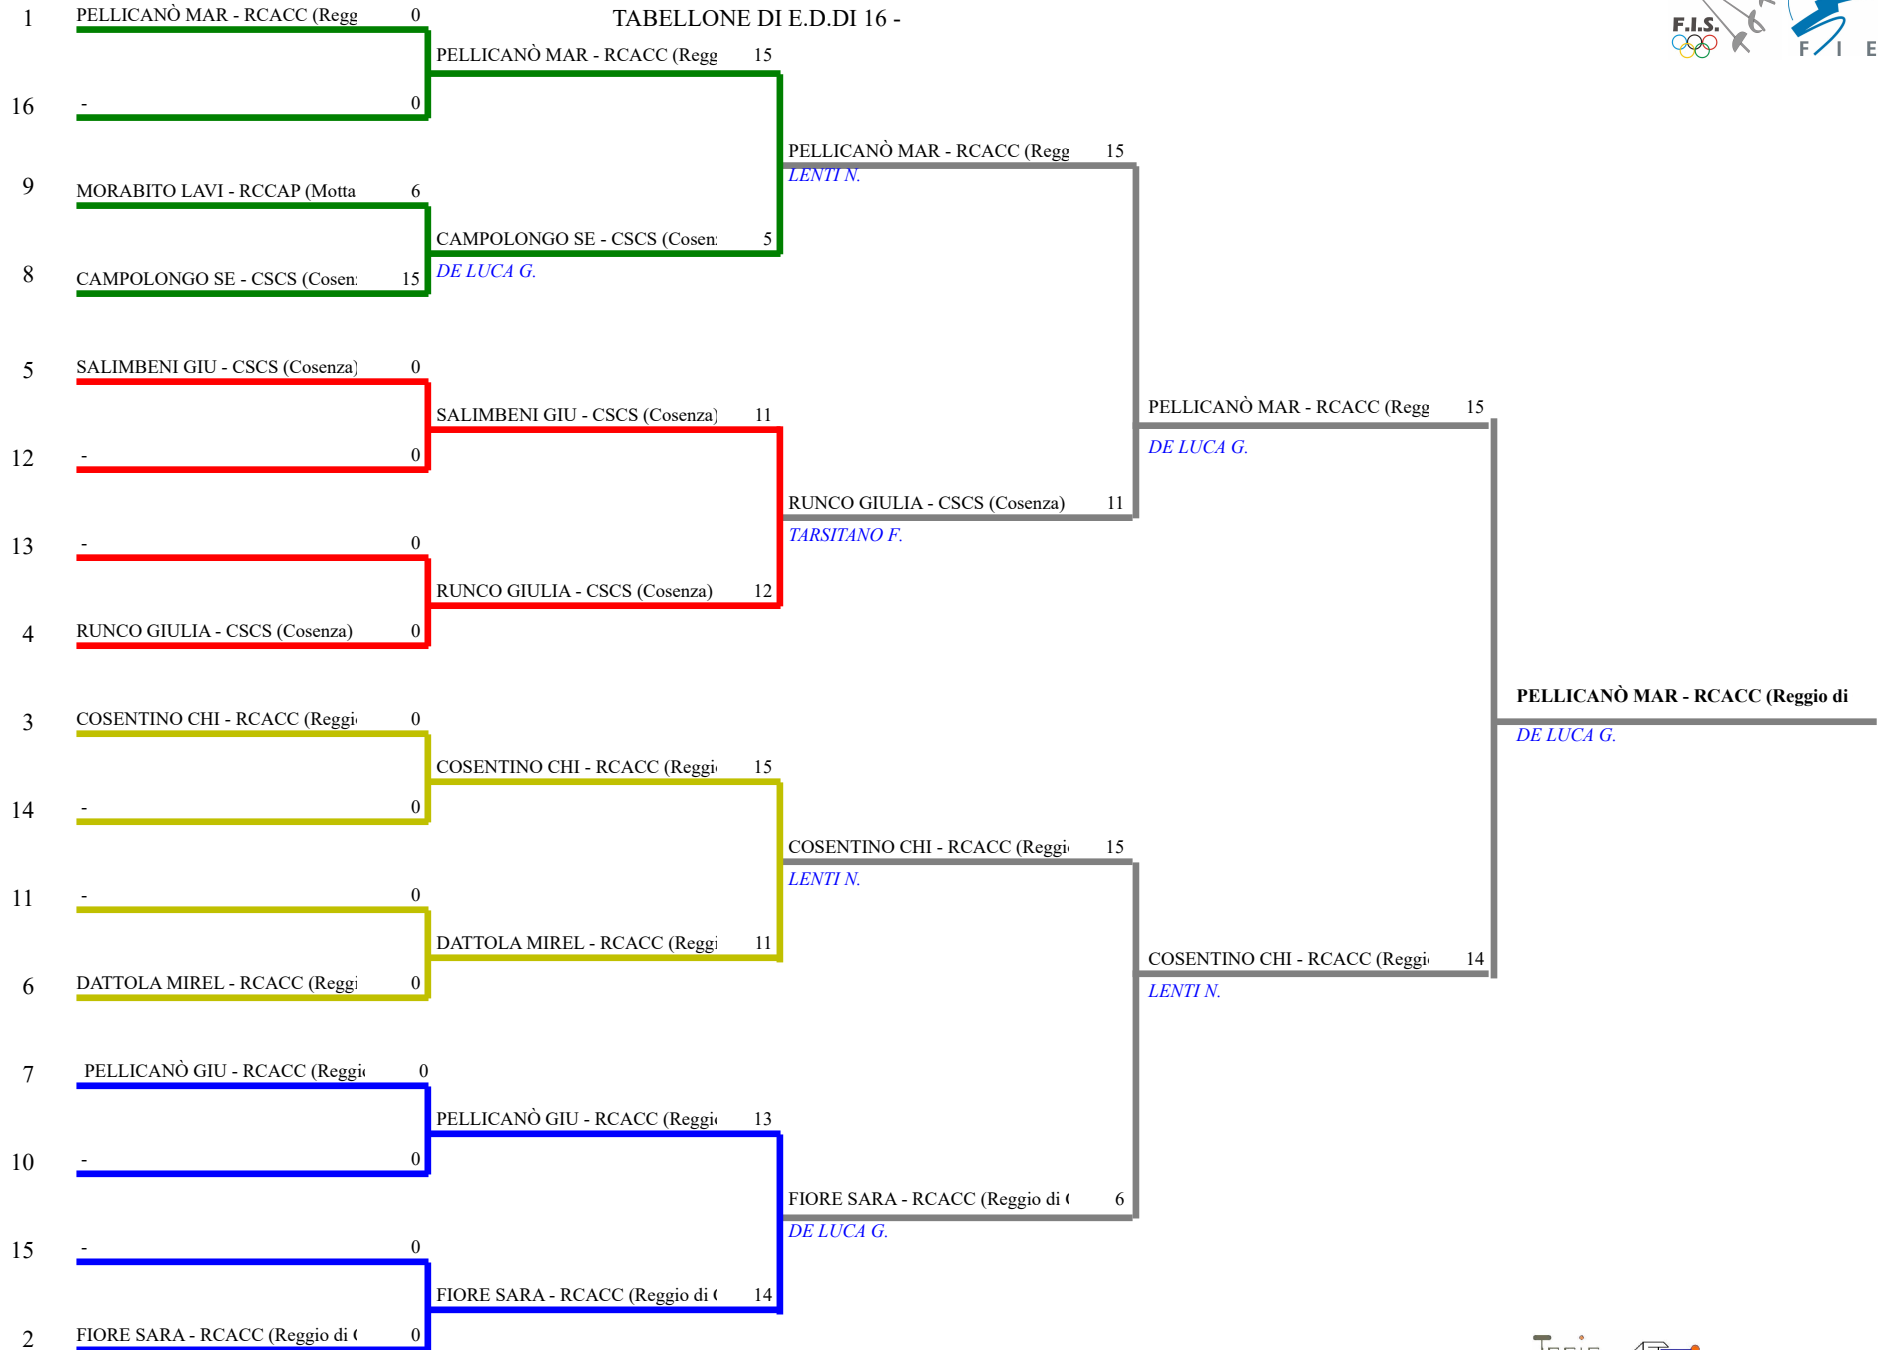 TABELLONE DI E.D.DI 16 -
F.I.S.
F I E
1 PELLICANÒ MAR - RCACC (Regg 0
PELLICANÒ MAR - RCACC (Regg 15
16 - 0
PELLICANÒ MAR - RCACC (Regg 15
LENTI N.
9 MORABITO LAVI - RCCAP (Motta 6
CAMPOLONGO SE - CSCS (Cosen 5
DE LUCA G.
8 CAMPOLONGO SE - CSCS (Cosen 15
5 SALIMBENI GIU - CSCS (Cosenza) 0
SALIMBENI GIU - CSCS (Cosenza) 11
PELLICANÒ MAR - RCACC (Regg 15
DE LUCA G.
12 - 0
RUNCO GIULIA - CSCS (Cosenza) 11
TARSITANO F.
13 - 0
RUNCO GIULIA - CSCS (Cosenza) 12
4 RUNCO GIULIA - CSCS (Cosenza) 0
PELLICANÒ MAR - RCACC (Reggio di
DE LUCA G.
3 COSENTINO CHI - RCACC (Reggi 0
COSENTINO CHI - RCACC (Reggi 15
14 - 0
COSENTINO CHI - RCACC (Reggi 15
LENTI N.
11 - 0
DATTOLA MIREL - RCACC (Reggi 11
COSENTINO CHI - RCACC (Reggi 14
LENTI N.
6 DATTOLA MIREL - RCACC (Reggi 0
7 PELLICANÒ GIU - RCACC (Reggi 0
PELLICANÒ GIU - RCACC (Reggi 13
10 - 0
FIORE SARA - RCACC (Reggio di 6
DE LUCA G.
15 - 0
FIORE SARA - RCACC (Reggio di 14
2 FIORE SARA - RCACC (Reggio di 0